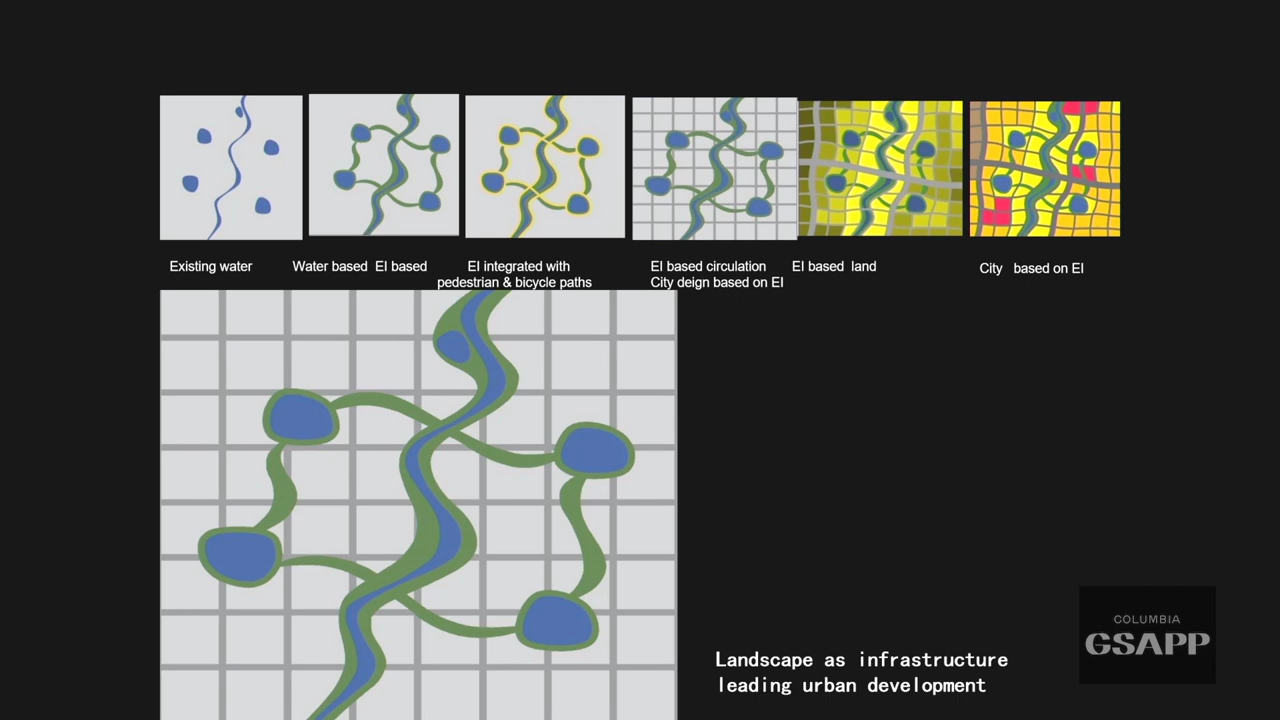 Existing water
Water based  EI based
EI integrated with
pedestrian & bicycle paths
EI based circulation
City deign based on EI
EI based  land
City   based on EI
Landscape as infrastructure
leading urban development
COLUMBIA
GSAPP